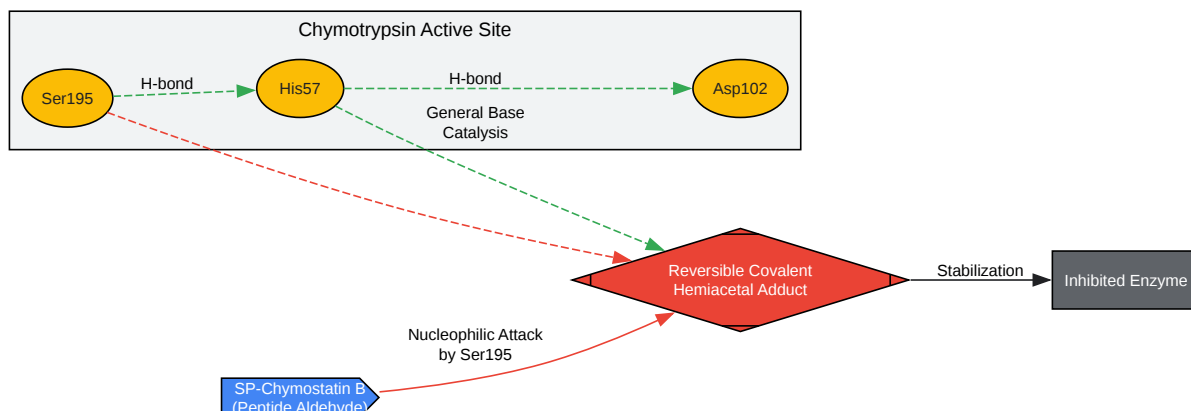 Chymotrypsin Active Site
Ser195
H-bond
His57
H-bond
Asp102
General Base
Catalysis
Reversible Covalent
Hemiacetal Adduct
Stabilization
Inhibited Enzyme
Nucleophilic Attack
by Ser195
SP-Chymostatin B
(Peptide Aldehyde)